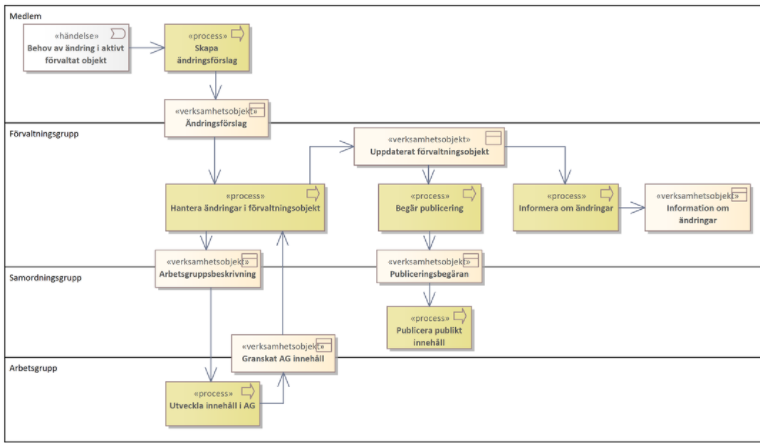 Medlem
«händelse»
Behov av ändring i aktivt
förvaltat objekt
«process»
Skapa
ändringsförslag
«verksamhetsobjekt»
Ändringsförslag
Förvaltningsgrupp
«verksamhetsobjekt»
Uppdaterat förvaltningsobjekt
«process»
Hantera ändringar i förvaltningsobjekt
«process»
Begär publicering
«process»
Informera om ändringar
«verksamhetsobjekt»
Information om
ändringar
«verksamhetsobjekt»
Arbetsgruppsbeskrivning
«verksamhetsobjekt»
Publiceringsbegäran
Samordningsgrupp
«process»
Publicera publikt
innehåll
«verksamhetsobjekt»
Granskat AG innehåll
Arbetsgrupp
«process»
Utveckla innehåll i AG